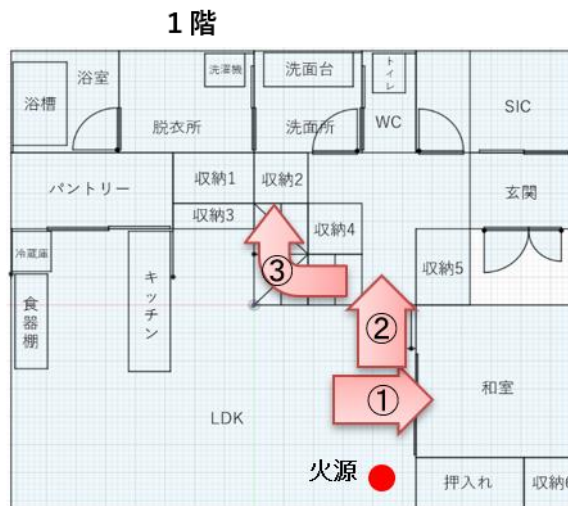 1階
浴室
浴槽
洗濯機
脱衣所
洗面台
洗面所
トイレ
WC
SIC
パントリー
収納1
収納2
収納3
収納4
玄関
冷蔵庫
食器棚
キッチン
③
収納5
②
①
和室
LDK
火源
押入れ
収納6